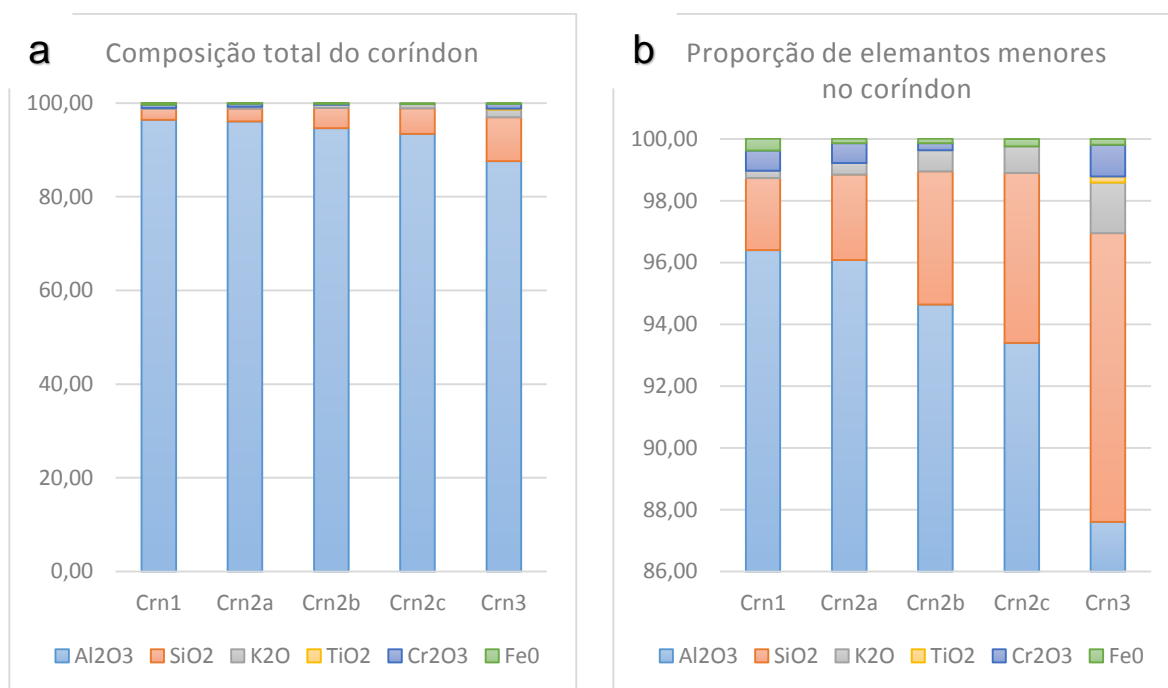 a
Composição total do coríndon
100,00
80,00
60,00
40,00
20,00
0,00
Crn1 Crn2a Crn2b Crn2c Crn3
Al2O3 SiO2 K2O TiO2 Cr2O3 Fe0
b
Proporção de elemantos menores
no coríndon
100,00
98,00
96,00
94,00
92,00
90,00
88,00
86,00
Crn1 Crn2a Crn2b Crn2c Crn3
Al2O3 SiO2 K2O TiO2 Cr2O3 Fe0